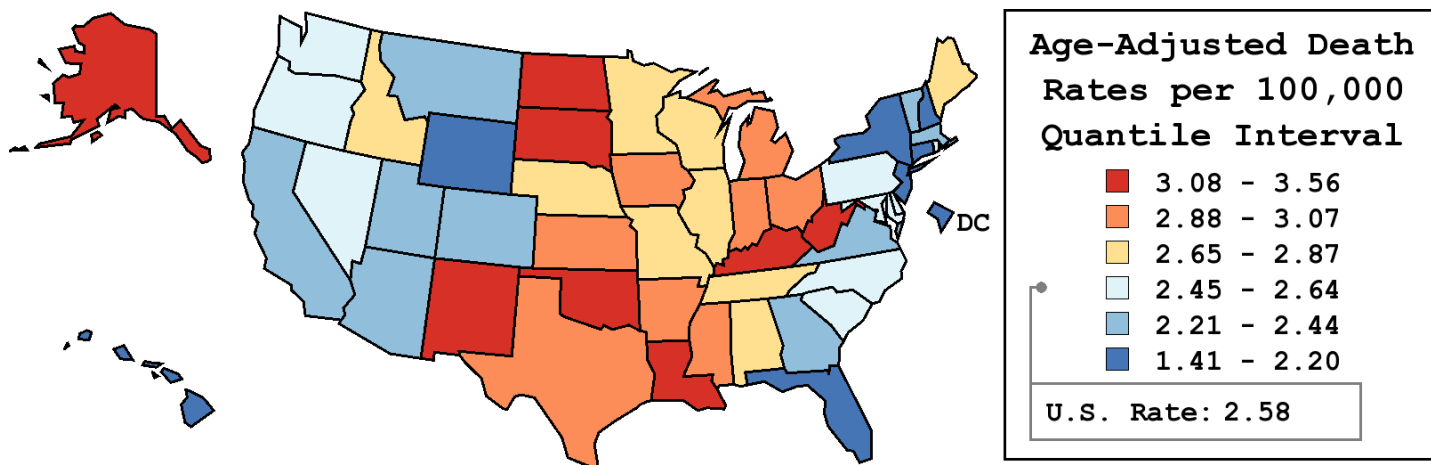 Age-Adjusted Death
Rates per 100,000
Quantile Interval
3.08 - 3.56
2.88 - 3.07
2.65 - 2.87
2.45 - 2.64
2.21 - 2.44
1.41 - 2.20
U.S. Rate: 2.58
DC